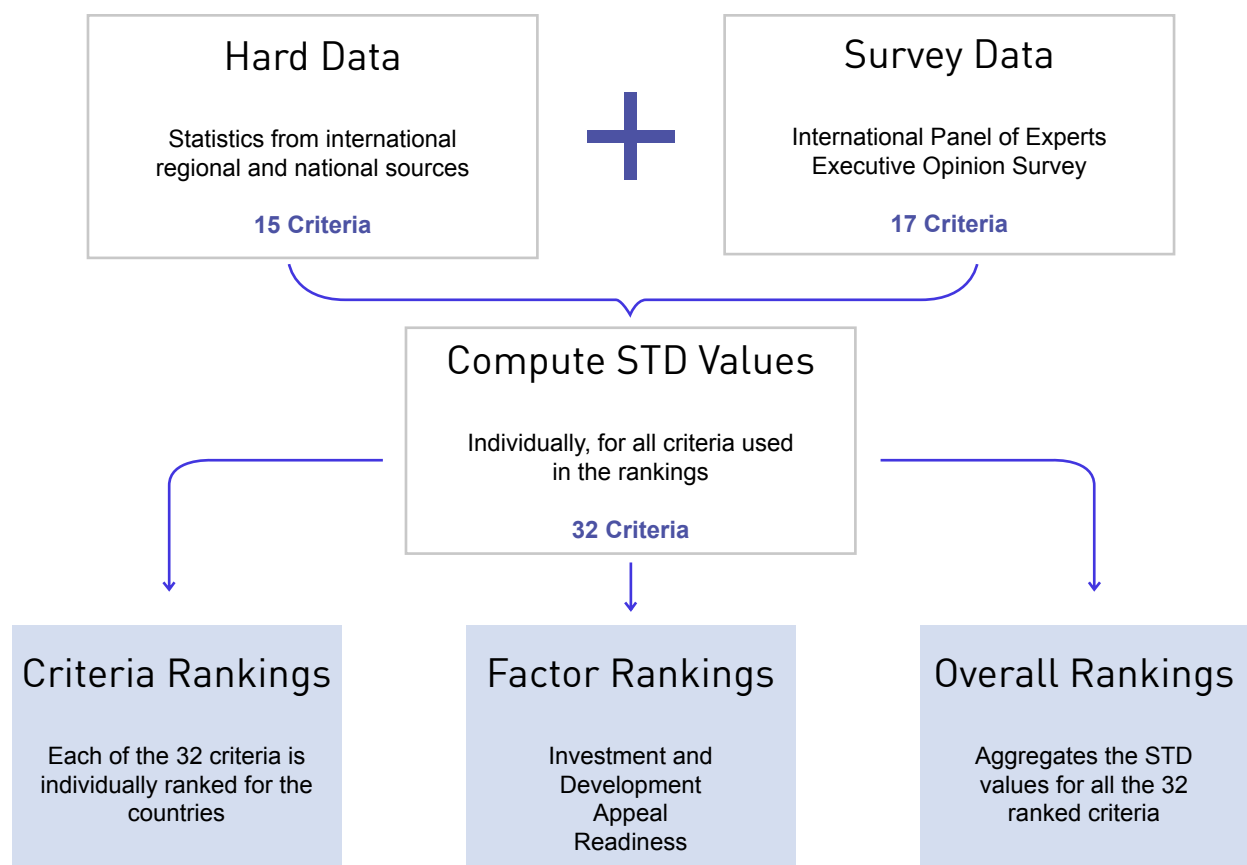 Hard Data
Statistics from international
regional and national sources
15 Criteria
Survey Data
International Panel of Experts
Executive Opinion Survey
17 Criteria
Compute STD Values
Individually, for all criteria used
in the rankings
32 Criteria
Criteria Rankings
Each of the 32 criteria is
individually ranked for the
countries
Factor Rankings
Investment and
Development
Appeal
Readiness
Overall Rankings
Aggregates the STD
values for all the 32
ranked criteria